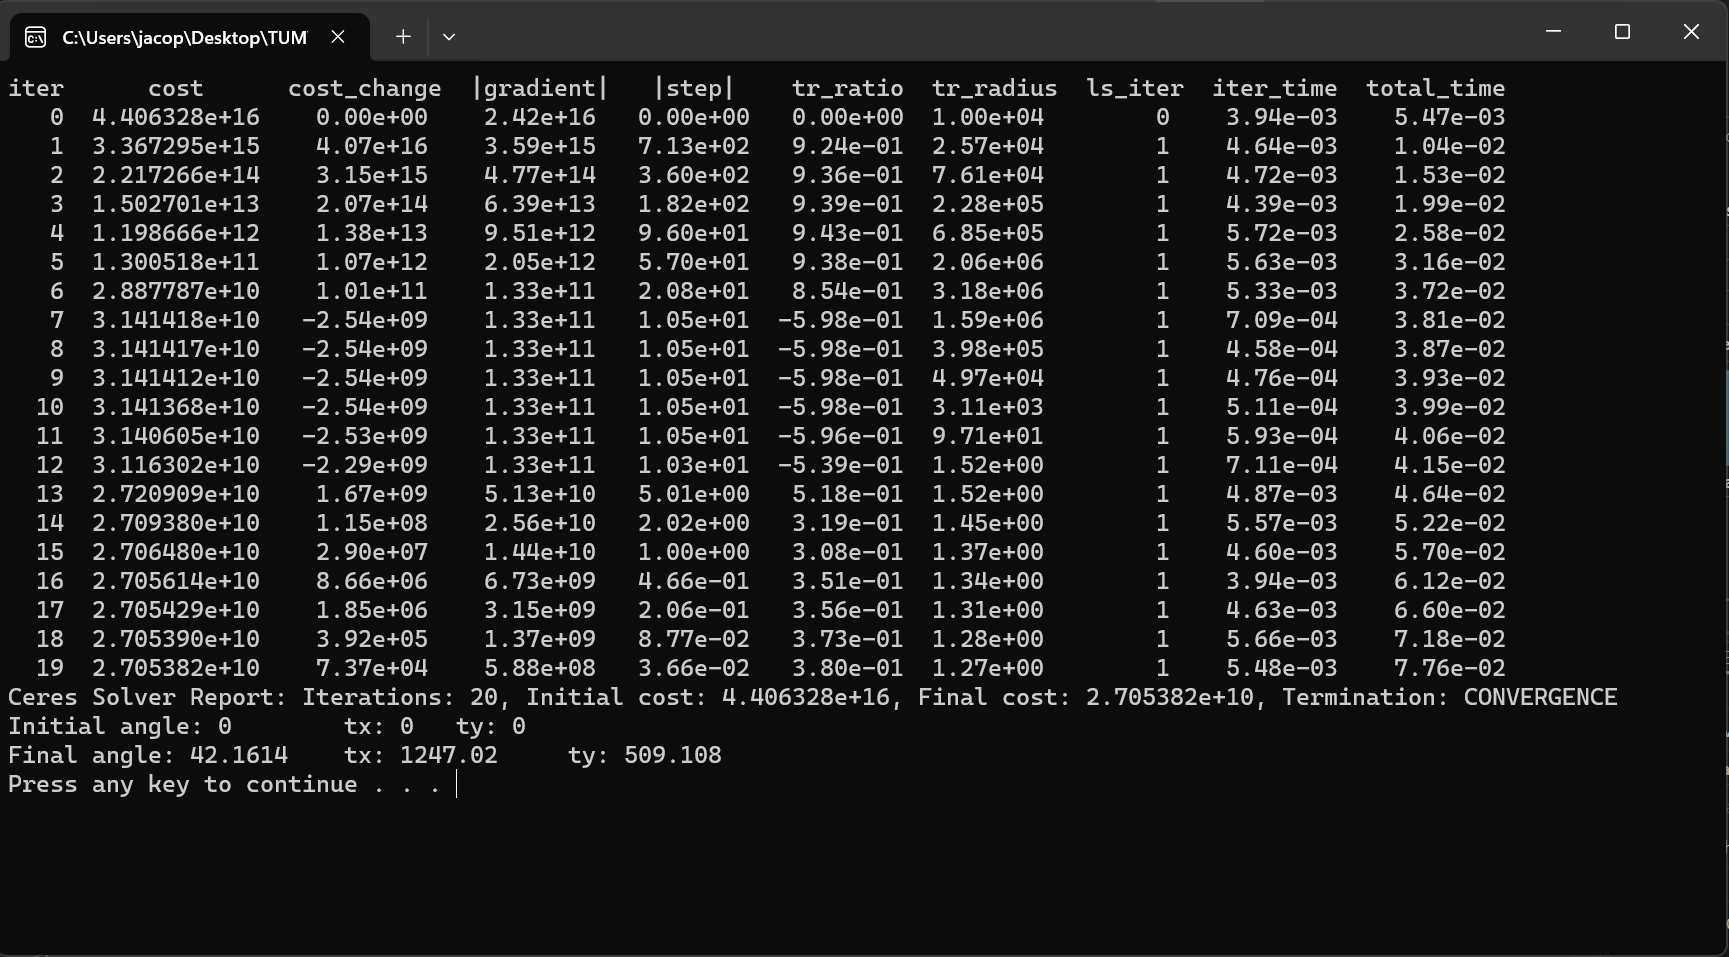 C:\Users\jacop\Desktop\TUM
iter      cost      cost_change  |gradient|   |step|    tr_ratio  tr_radius  ls_iter  iter_time  total_time
   0  4.406328e+16    0.00e+00    2.42e+16   0.00e+00   0.00e+00  1.00e+04        0    3.94e-03    5.47e-03
   1  3.367295e+15    4.07e+16    3.59e+15   7.13e+02   9.24e-01  2.57e+04        1    4.64e-03    1.04e-02
   2  2.217266e+14    3.15e+15    4.77e+14   3.60e+02   9.36e-01  7.61e+04        1    4.72e-03    1.53e-02
   3  1.502701e+13    2.07e+14    6.39e+13   1.82e+02   9.39e-01  2.28e+05        1    4.39e-03    1.99e-02
   4  1.198666e+12    1.38e+13    9.51e+12   9.60e+01   9.43e-01  6.85e+05        1    5.72e-03    2.58e-02
   5  1.300518e+11    1.07e+12    2.05e+12   5.70e+01   9.38e-01  2.06e+06        1    5.63e-03    3.16e-02
   6  2.887787e+10    1.01e+11    1.33e+11   2.08e+01   8.54e-01  3.18e+06        1    5.33e-03    3.72e-02
   7  3.141418e+10   -2.54e+09    1.33e+11   1.05e+01  -5.98e-01  1.59e+06        1    7.09e-04    3.81e-02
   8  3.141417e+10   -2.54e+09    1.33e+11   1.05e+01  -5.98e-01  3.98e+05        1    4.58e-04    3.87e-02
   9  3.141412e+10   -2.54e+09    1.33e+11   1.05e+01  -5.98e-01  4.97e+04        1    4.76e-04    3.93e-02
  10  3.141368e+10   -2.54e+09    1.33e+11   1.05e+01  -5.98e-01  3.11e+03        1    5.11e-04    3.99e-02
  11  3.140605e+10   -2.53e+09    1.33e+11   1.05e+01  -5.96e-01  9.71e+01        1    5.93e-04    4.06e-02
  12  3.116302e+10   -2.29e+09    1.33e+11   1.03e+01  -5.39e-01  1.52e+00        1    7.11e-04    4.15e-02
  13  2.720909e+10    1.67e+09    5.13e+10   5.01e+00   5.18e-01  1.52e+00        1    4.87e-03    4.64e-02
  14  2.709380e+10    1.15e+08    2.56e+10   2.02e+00   3.19e-01  1.45e+00        1    5.57e-03    5.22e-02
  15  2.706480e+10    2.90e+07    1.44e+10   1.00e+00   3.08e-01  1.37e+00        1    4.60e-03    5.70e-02
  16  2.705614e+10    8.66e+06    6.73e+09   4.66e-01   3.51e-01  1.34e+00        1    3.94e-03    6.12e-02
  17  2.705429e+10    1.85e+06    3.15e+09   2.06e-01   3.56e-01  1.31e+00        1    4.63e-03    6.60e-02
  18  2.705390e+10    3.92e+05    1.37e+09   8.77e-02   3.73e-01  1.28e+00        1    5.66e-03    7.18e-02
  19  2.705382e+10    7.37e+04    5.88e+08   3.66e-02   3.80e-01  1.27e+00        1    5.48e-03    7.76e-02
Ceres Solver Report: Iterations: 20, Initial cost: 4.406328e+16, Final cost: 2.705382e+10, Termination: CONVERGENCE
Initial angle: 0        tx: 0   ty: 0
Final angle: 42.1614    tx: 1247.02     ty: 509.108
Press any key to continue . . .